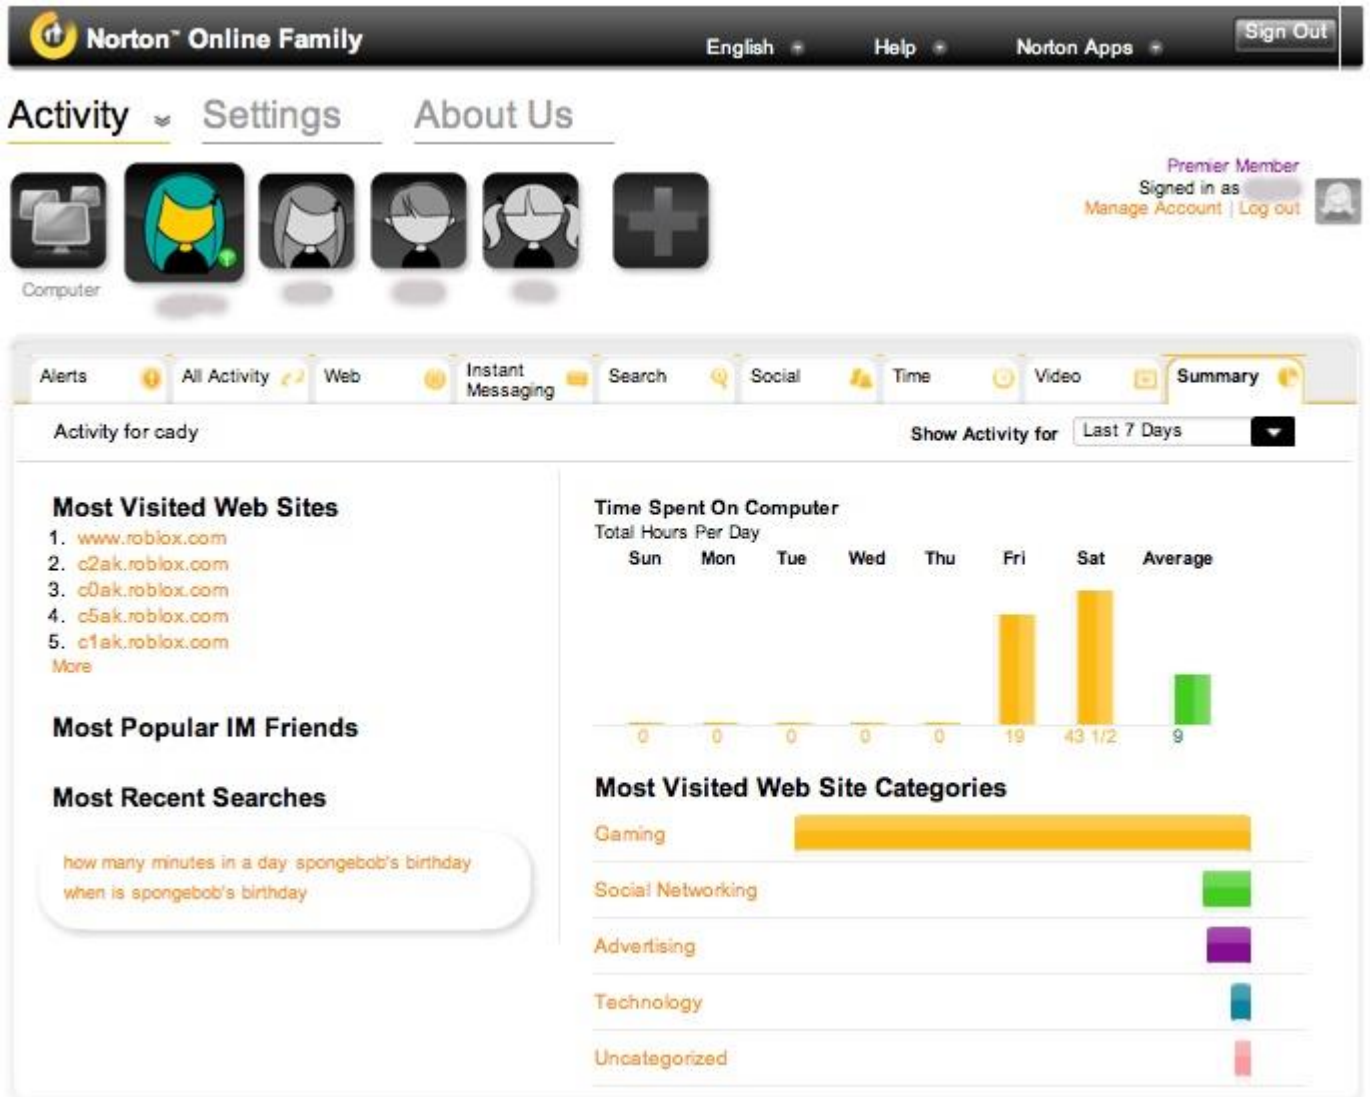 Norton™ Online Family
English
Help
Norton Apps
Sign Out
Activity
Settings
About Us
Premier Member
Signed in as
Manage Account | Log out
Computer
Alerts
All Activity
Web
Instant
Messaging
Search
Social
Time
Video
Summary
Activity for cady
Show Activity for
Last 7 Days
Most Visited Web Sites
1. www.roblox.com
2. c2ak.roblox.com
3. c0ak.roblox.com
4. c5ak.roblox.com
5. c1ak.roblox.com
More
Most Popular IM Friends
Most Recent Searches
how many minutes in a day spongebob's birthday
when is spongebob's birthday
Time Spent On Computer
Total Hours Per Day
Sun Mon Tue Wed Thu Fri Sat Average
0 0 0 0 0 19 43 1/2 9
Most Visited Web Site Categories
Gaming
Social Networking
Advertising
Technology
Uncategorized